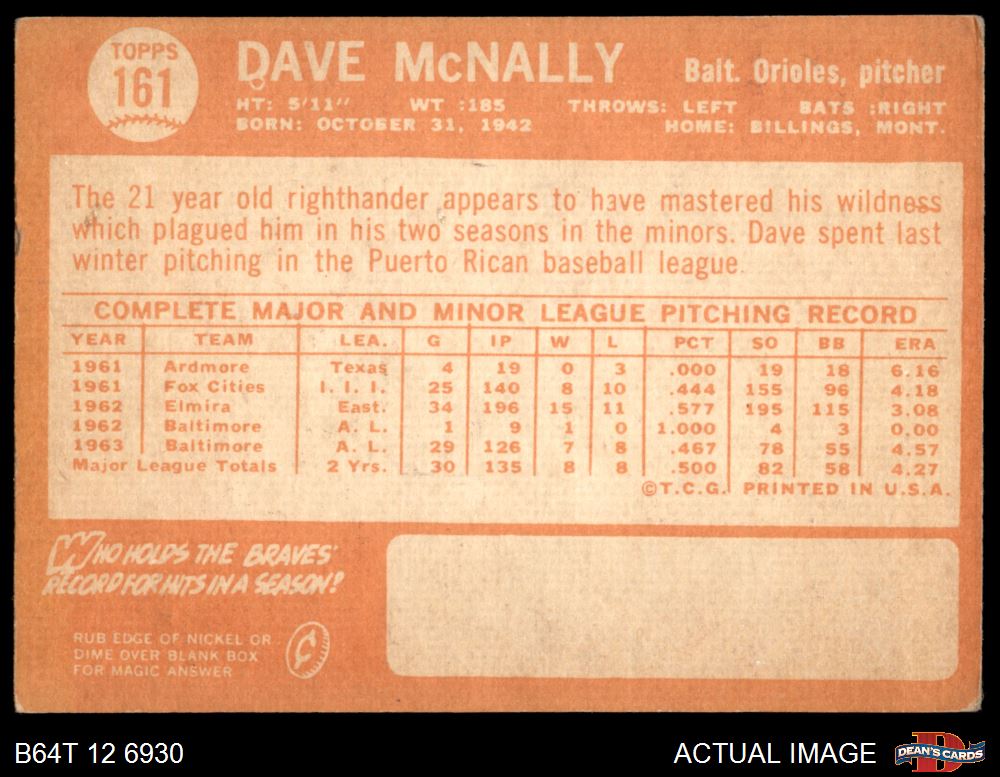 TOPPS
161
DAVE McNALLY
Balt. Orioles, pitcher
HT: 5'11" WT :185 THROWS: LEFT BATS :RIGHT
BORN: OCTOBER 31, 1942 HOME: BILLINGS, MONT.
The 21 year old righthander appears to have mastered his wildness
which plagued him in his two seasons in the minors. Dave spent last
winter pitching in the Puerto Rican baseball league.
COMPLETE MAJOR AND MINOR LEAGUE PITCHING RECORD
YEAR TEAM LEA. G IP W L PCT SO BB ERA
1961 Ardmore Texas 4 19 0 3 .000 19 18 6.16
1961 Fox Cities I. I. I. 25 140 8 10 .444 155 96 4.18
1962 Elmira East. 34 196 15 11 .577 195 115 3.08
1962 Baltimore A. L. 1 9 1 0 1.000 4 3 0.00
1963 Baltimore A. L. 29 126 7 8 .467 78 55 4.57
Major League Totals 2 Yrs. 30 135 8 8 .500 82 58 4.27
©T.C.G. PRINTED IN U.S.A.
WHO HOLDS THE BRAVES'
RECORD FOR HITS IN A SEASON?
RUB EDGE OF NICKEL OR
DIME OVER BLANK BOX
FOR MAGIC ANSWER
B64T 12 6930
ACTUAL IMAGE
DEAN'S CARDS